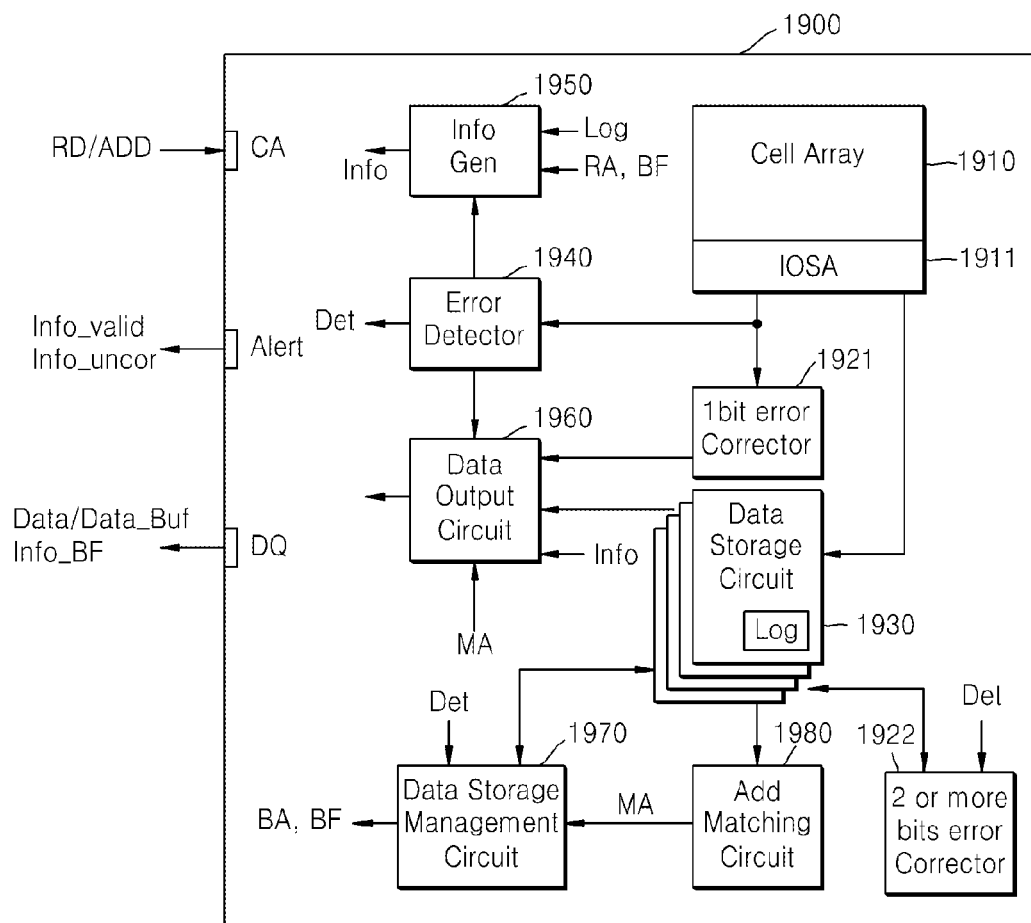 1900
1950
RD/ADD
CA
Info
Gen
Log
RA, BF
Info
Cell Array
1910
IOSA
1911
1940
Error
Detector
Det
Info_valid
Info_uncor
Alert
1921
1bit error
Corrector
1960
Data
Output
Circuit
Data/Data_Buf
Info_BF
DQ
Info
MA
Data
Storage
Circuit
Log
1930
Det
1970
Data Storage
Management
Circuit
BA, BF
MA
1980
Add
Matching
Circuit
1922
Det
2 or more
bits error
Corrector